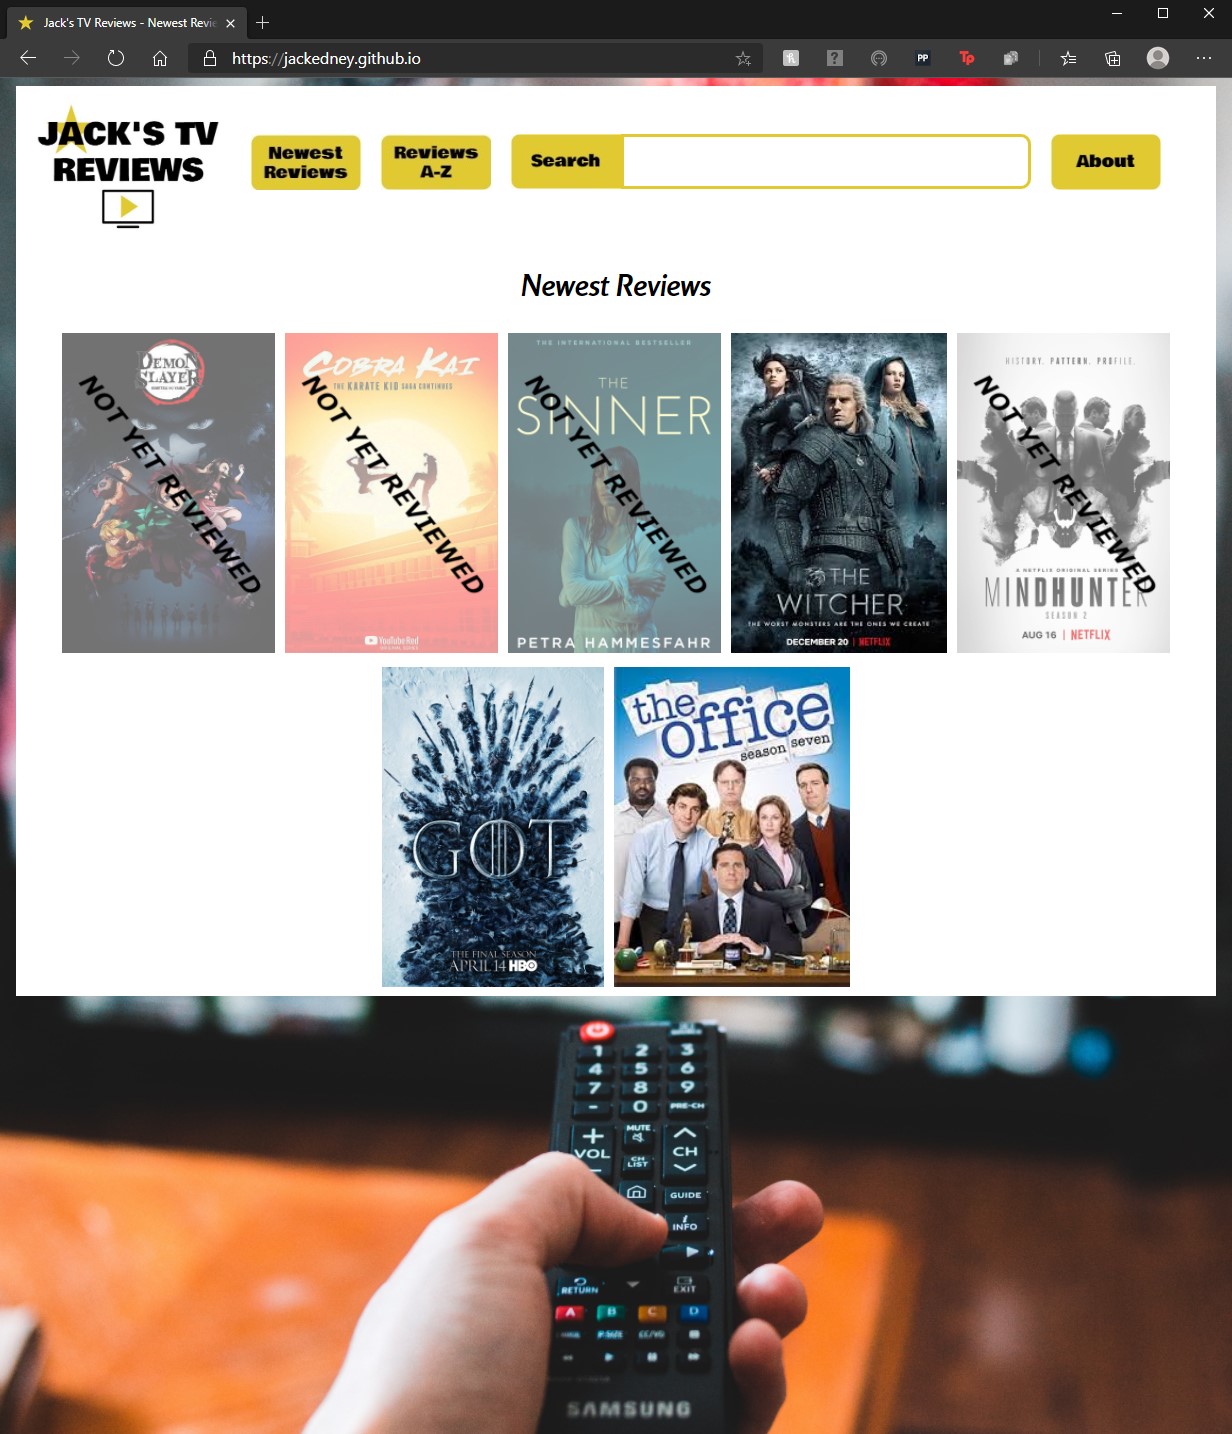 Jack's TV Reviews - Newest Revie
https://jackedney.github.io
PP
Tp
JACK'S TV
REVIEWS
Newest
Reviews
Reviews
A-Z
Search
About
Newest Reviews
DEMON
SLAYER
NOT YET REVIEWED
COBRA KAI
THE KARATE KID SAGA CONTINUES
NOT YET REVIEWED
YouTube Red
ORIGINAL SERIES
THE INTERNATIONAL BESTSELLER
THE
SINNER
NOT YET REVIEWED
PETRA HAMMESFAHR
THE
WITCHER
THE WORST MONSTERS ARE THE ONES WE CREATE
DECEMBER 20 | NETFLIX
HISTORY. PATTERN. PROFILE.
NOT YET REVIEWED
A NETFLIX ORIGINAL SERIES
MINDHUNTER
SEASON 2
AUG 16 | NETFLIX
GOT
THE FINAL SEASON
APRIL 14 HBO
the
office
season seven
1 2 3
4 5 6
7 8 9
- 0 PRE-CH
+ MUTE
VOL CH
CH
LIST
GUIDE
i
INFO
RETURN EXIT
A B C D
P.SIZE
SAMSUNG